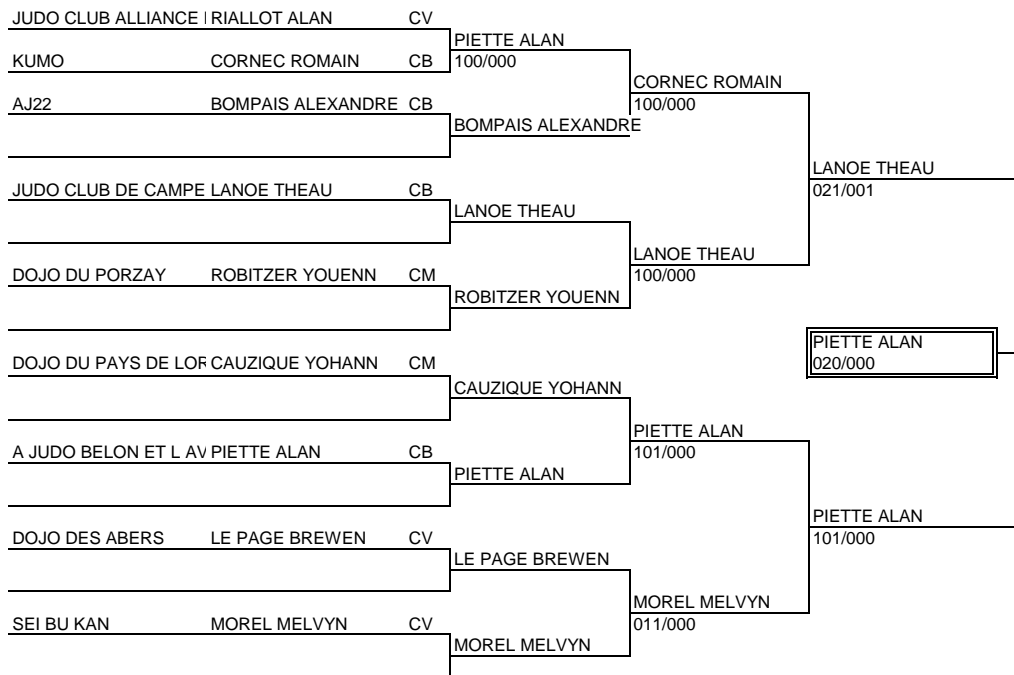 JUDO CLUB ALLIANCE RIALLOT ALAN CV
PIETTE ALAN
KUMO CORNEC ROMAIN CB 100/000
CORNEC ROMAIN
AJ22 BOMPAIS ALEXANDRE CB 100/000
BOMPAIS ALEXANDRE
LANOE THEAU
JUDO CLUB DE CAMPE LANOE THEAU CB 021/001
LANOE THEAU
LANOE THEAU
DOJO DU PORZAY ROBITZER YOUENN CM 100/000
ROBITZER YOUENN
PIETTE ALAN
DOJO DU PAYS DE LOR CAUZIQUE YOHANN CM 020/000
CAUZIQUE YOHANN
PIETTE ALAN
A JUDO BELON ET L AV PIETTE ALAN CB 101/000
PIETTE ALAN
PIETTE ALAN
DOJO DES ABERS LE PAGE BREWEN CV 101/000
LE PAGE BREWEN
MOREL MELVYN
SEI BU KAN MOREL MELVYN CV 011/000
MOREL MELVYN